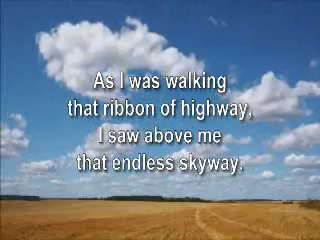 As I was walking
that ribbon of highway,
I saw above me
that endless skyway.